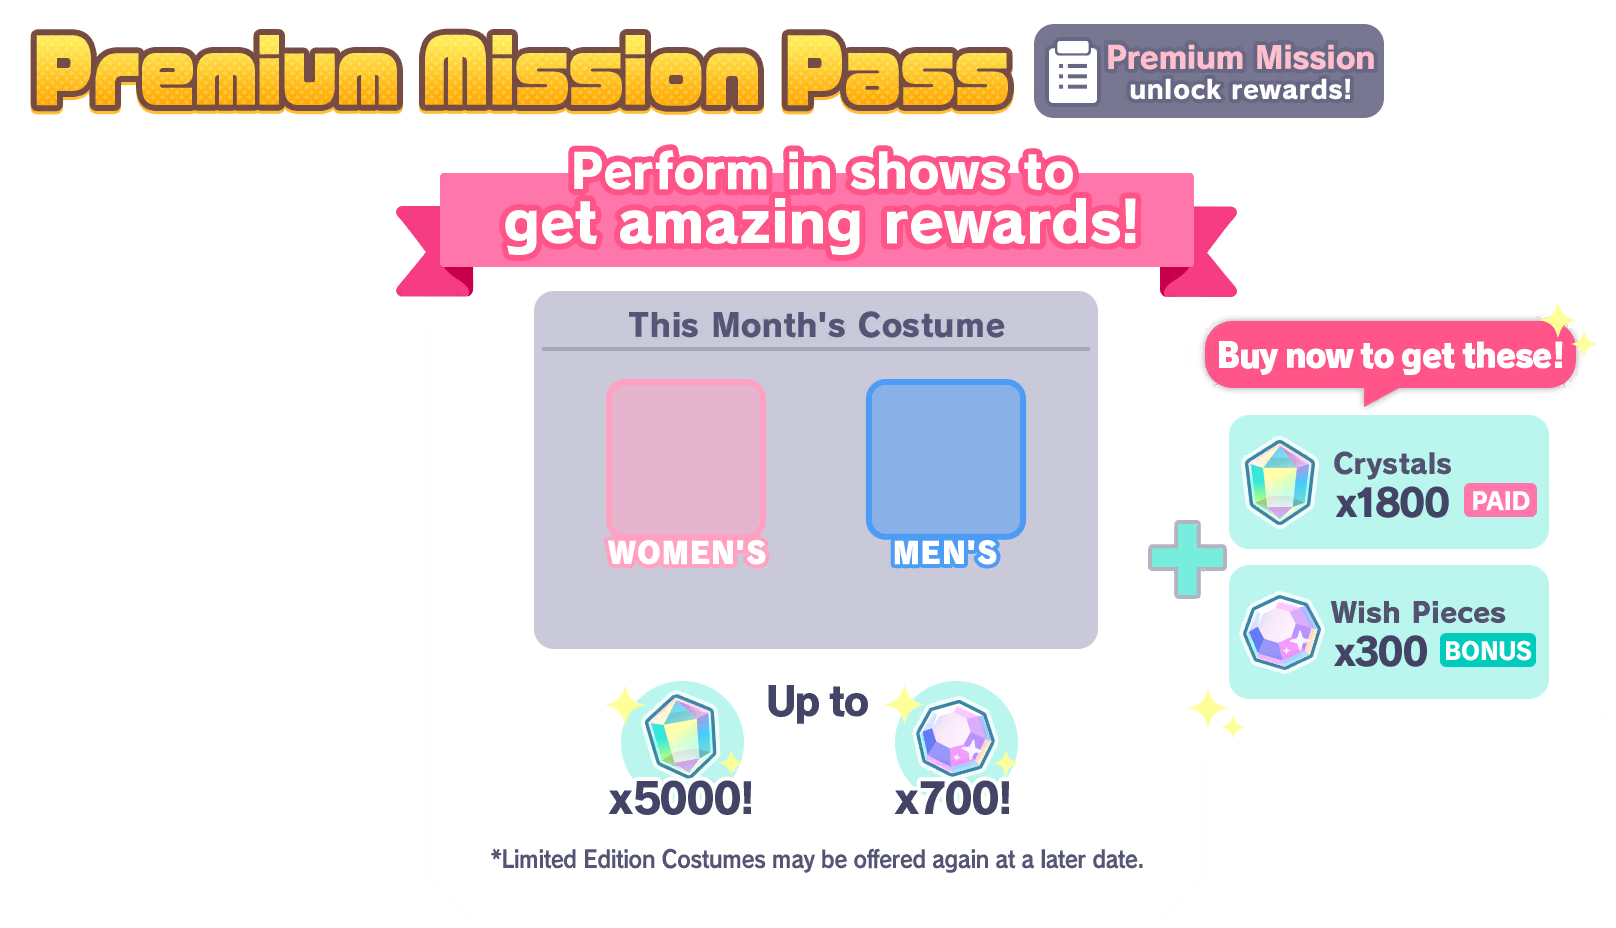 Premium Mission Pass
Premium Mission
unlock rewards!
Perform in shows to
get amazing rewards!
This Month's Costume
WOMEN'S
MEN'S
Buy now to get these!
Crystals
x1800 PAID
Wish Pieces
x300 BONUS
Up to
x5000!
x700!
*Limited Edition Costumes may be offered again at a later date.